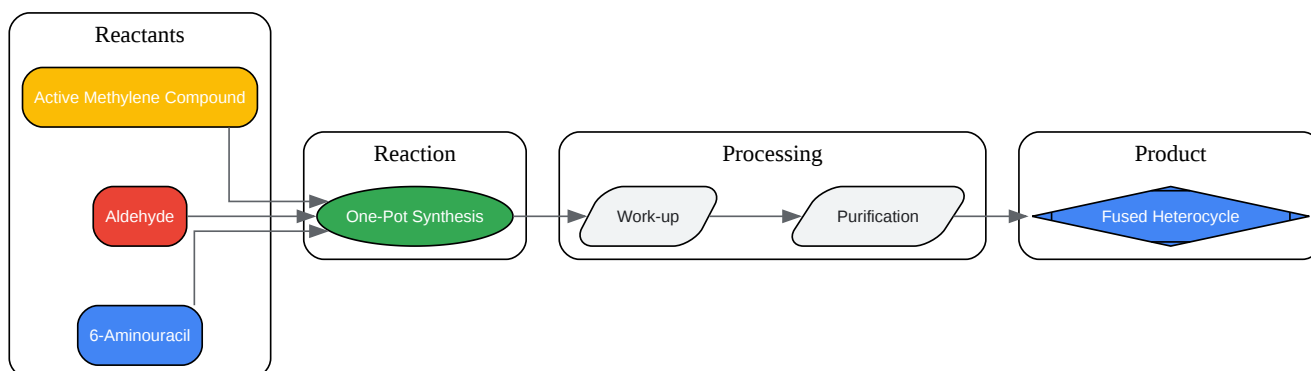 Reactants
Active Methylene Compound
Aldehyde
6-Aminouracil
Reaction
One-Pot Synthesis
Processing
Work-up
Purification
Product
Fused Heterocycle